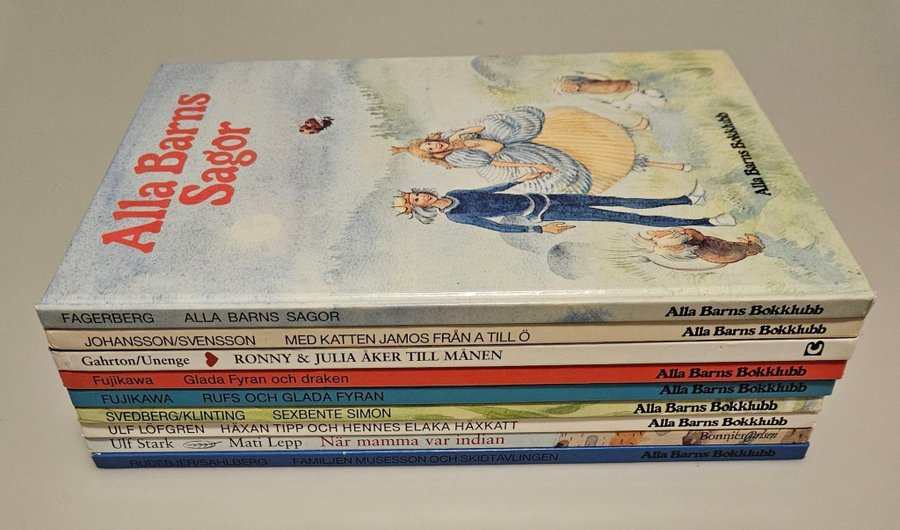 Alla Barns
Sagor
Alla Barns Bokklubb
FAGERBERG ALLA BARNS SAGOR Alla Barns Bokklubb
JOHANSSON/SVENSSON MED KATTEN JAMOS FRÅN A TILL Ö Alla Barns Bokklubb
Gahrton/Unenge RONNY & JULIA ÅKER TILL MÅNEN
Fujikawa Glada Fyran och draken Alla Barns Bokklubb
FUJIKAWA RUFS OCH GLADA FYRAN Alla Barns Bokklubb
SVEDBERG/KLINTING SEXBENTE SIMON Alla Barns Bokklubb
ULF LÖFGREN HÄXAN TIPP OCH HENNES ELAKA HÄXKATT Alla Barns Bokklubb
Ulf Stark Mati Lepp När mamma var indian BonnierCarlsen
RUDEBJER/SAHLBERG FAMILJEN MUSESSON OCH SKIDTÄVLINGEN Alla Barns Bokklubb